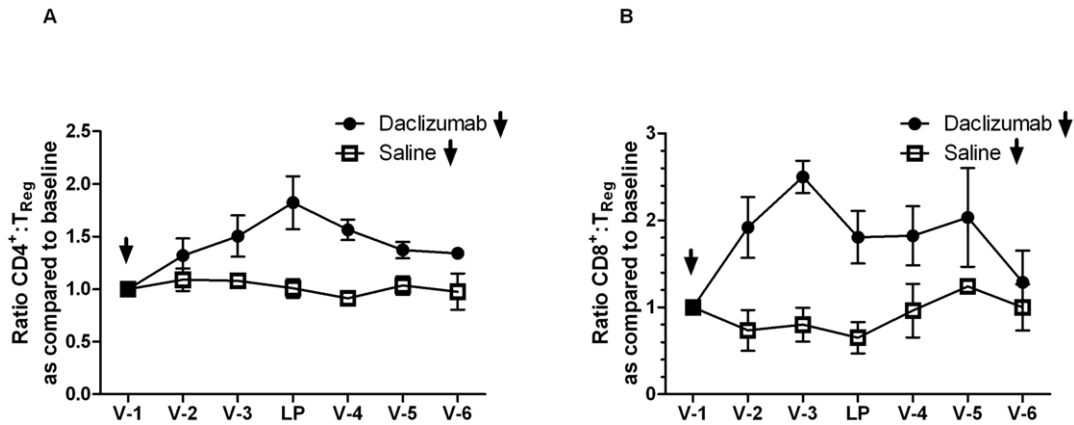 A
Daclizumab
Saline
Ratio CD4⁺:T_Reg
as compared to baseline
2.5
2.0
1.5
1.0
0.5
0.0
V-1 V-2 V-3 LP V-4 V-5 V-6
B
Daclizumab
Saline
Ratio CD8⁺:T_Reg
as compared to baseline
3
2
1
0
V-1 V-2 V-3 LP V-4 V-5 V-6